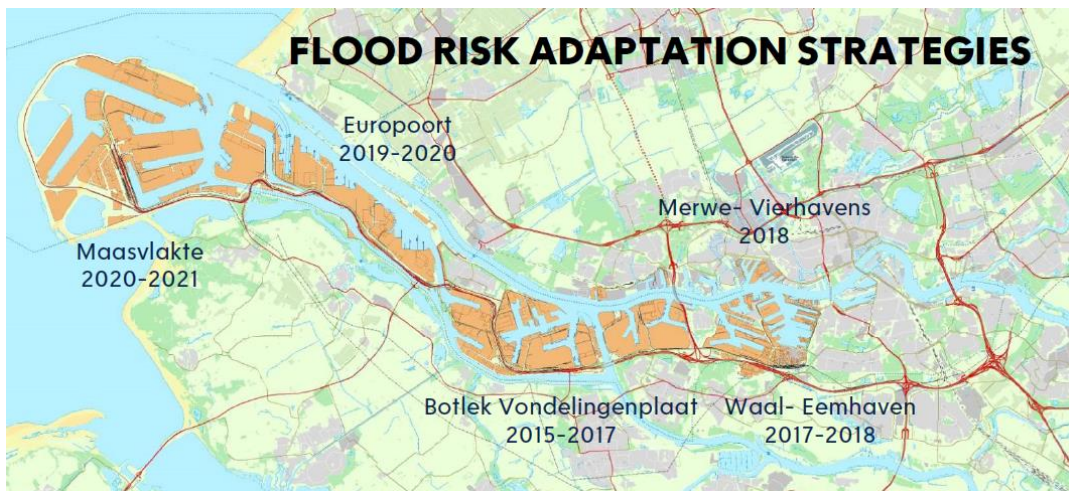 FLOOD RISK ADAPTATION STRATEGIES
Europoort
2019-2020
Merwe- Vierhavens
2018
Maasvlakte
2020-2021
Botlek Vondelingenplaat
2015-2017
Waal- Eemhaven
2017-2018